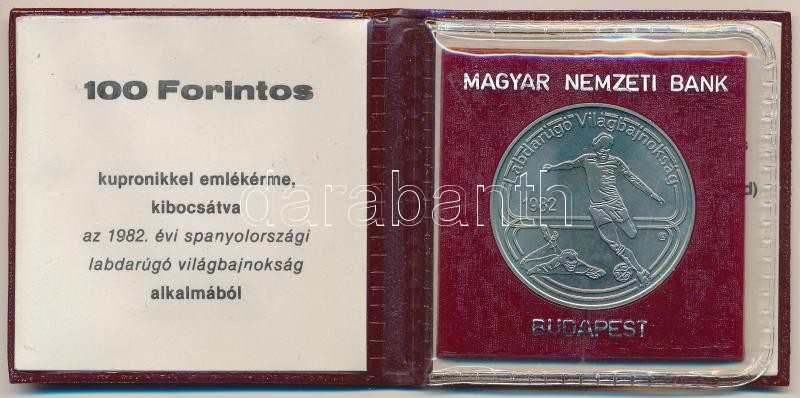 100 Forintos
kupronikkel emlékérme,
kibocsátva
az 1982. évi spanyolországi
labdarúgó világbajnokság
alkalmából
MAGYAR NEMZETI BANK
Labdarúgó Világbajnokság
1982
BUDAPEST
darabanth